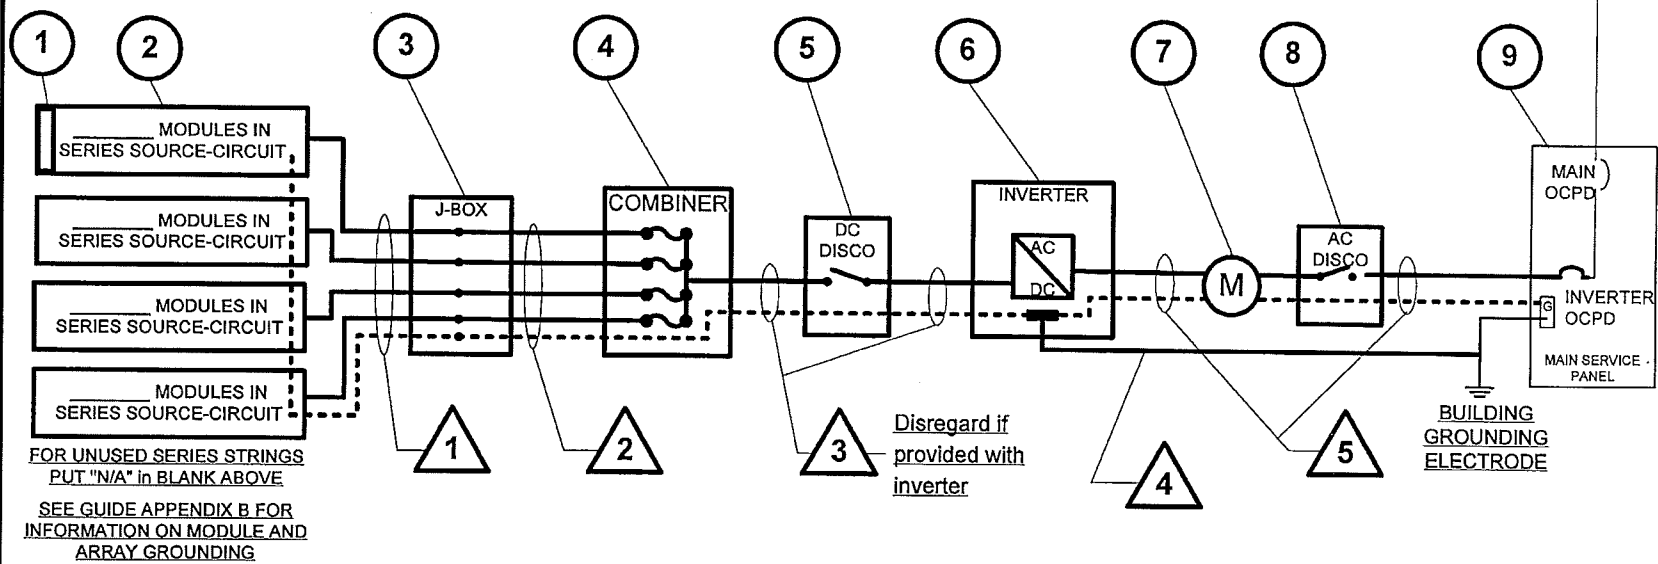 1
2
3
4
5
6
7
8
9
________ MODULES IN
SERIES SOURCE-CIRCUIT
________ MODULES IN
SERIES SOURCE-CIRCUIT
________ MODULES IN
SERIES SOURCE-CIRCUIT
________ MODULES IN
SERIES SOURCE-CIRCUIT
FOR UNUSED SERIES STRINGS
PUT "N/A" in BLANK ABOVE
SEE GUIDE APPENDIX B FOR
INFORMATION ON MODULE AND
ARRAY GROUNDING
J-BOX
COMBINER
DC
DISCO
INVERTER
AC
DC
M
AC
DISCO
MAIN
OCPD
G
INVERTER
OCPD
MAIN SERVICE
PANEL
1
2
3
Disregard if
provided with
inverter
4
5
BUILDING
GROUNDING
ELECTRODE